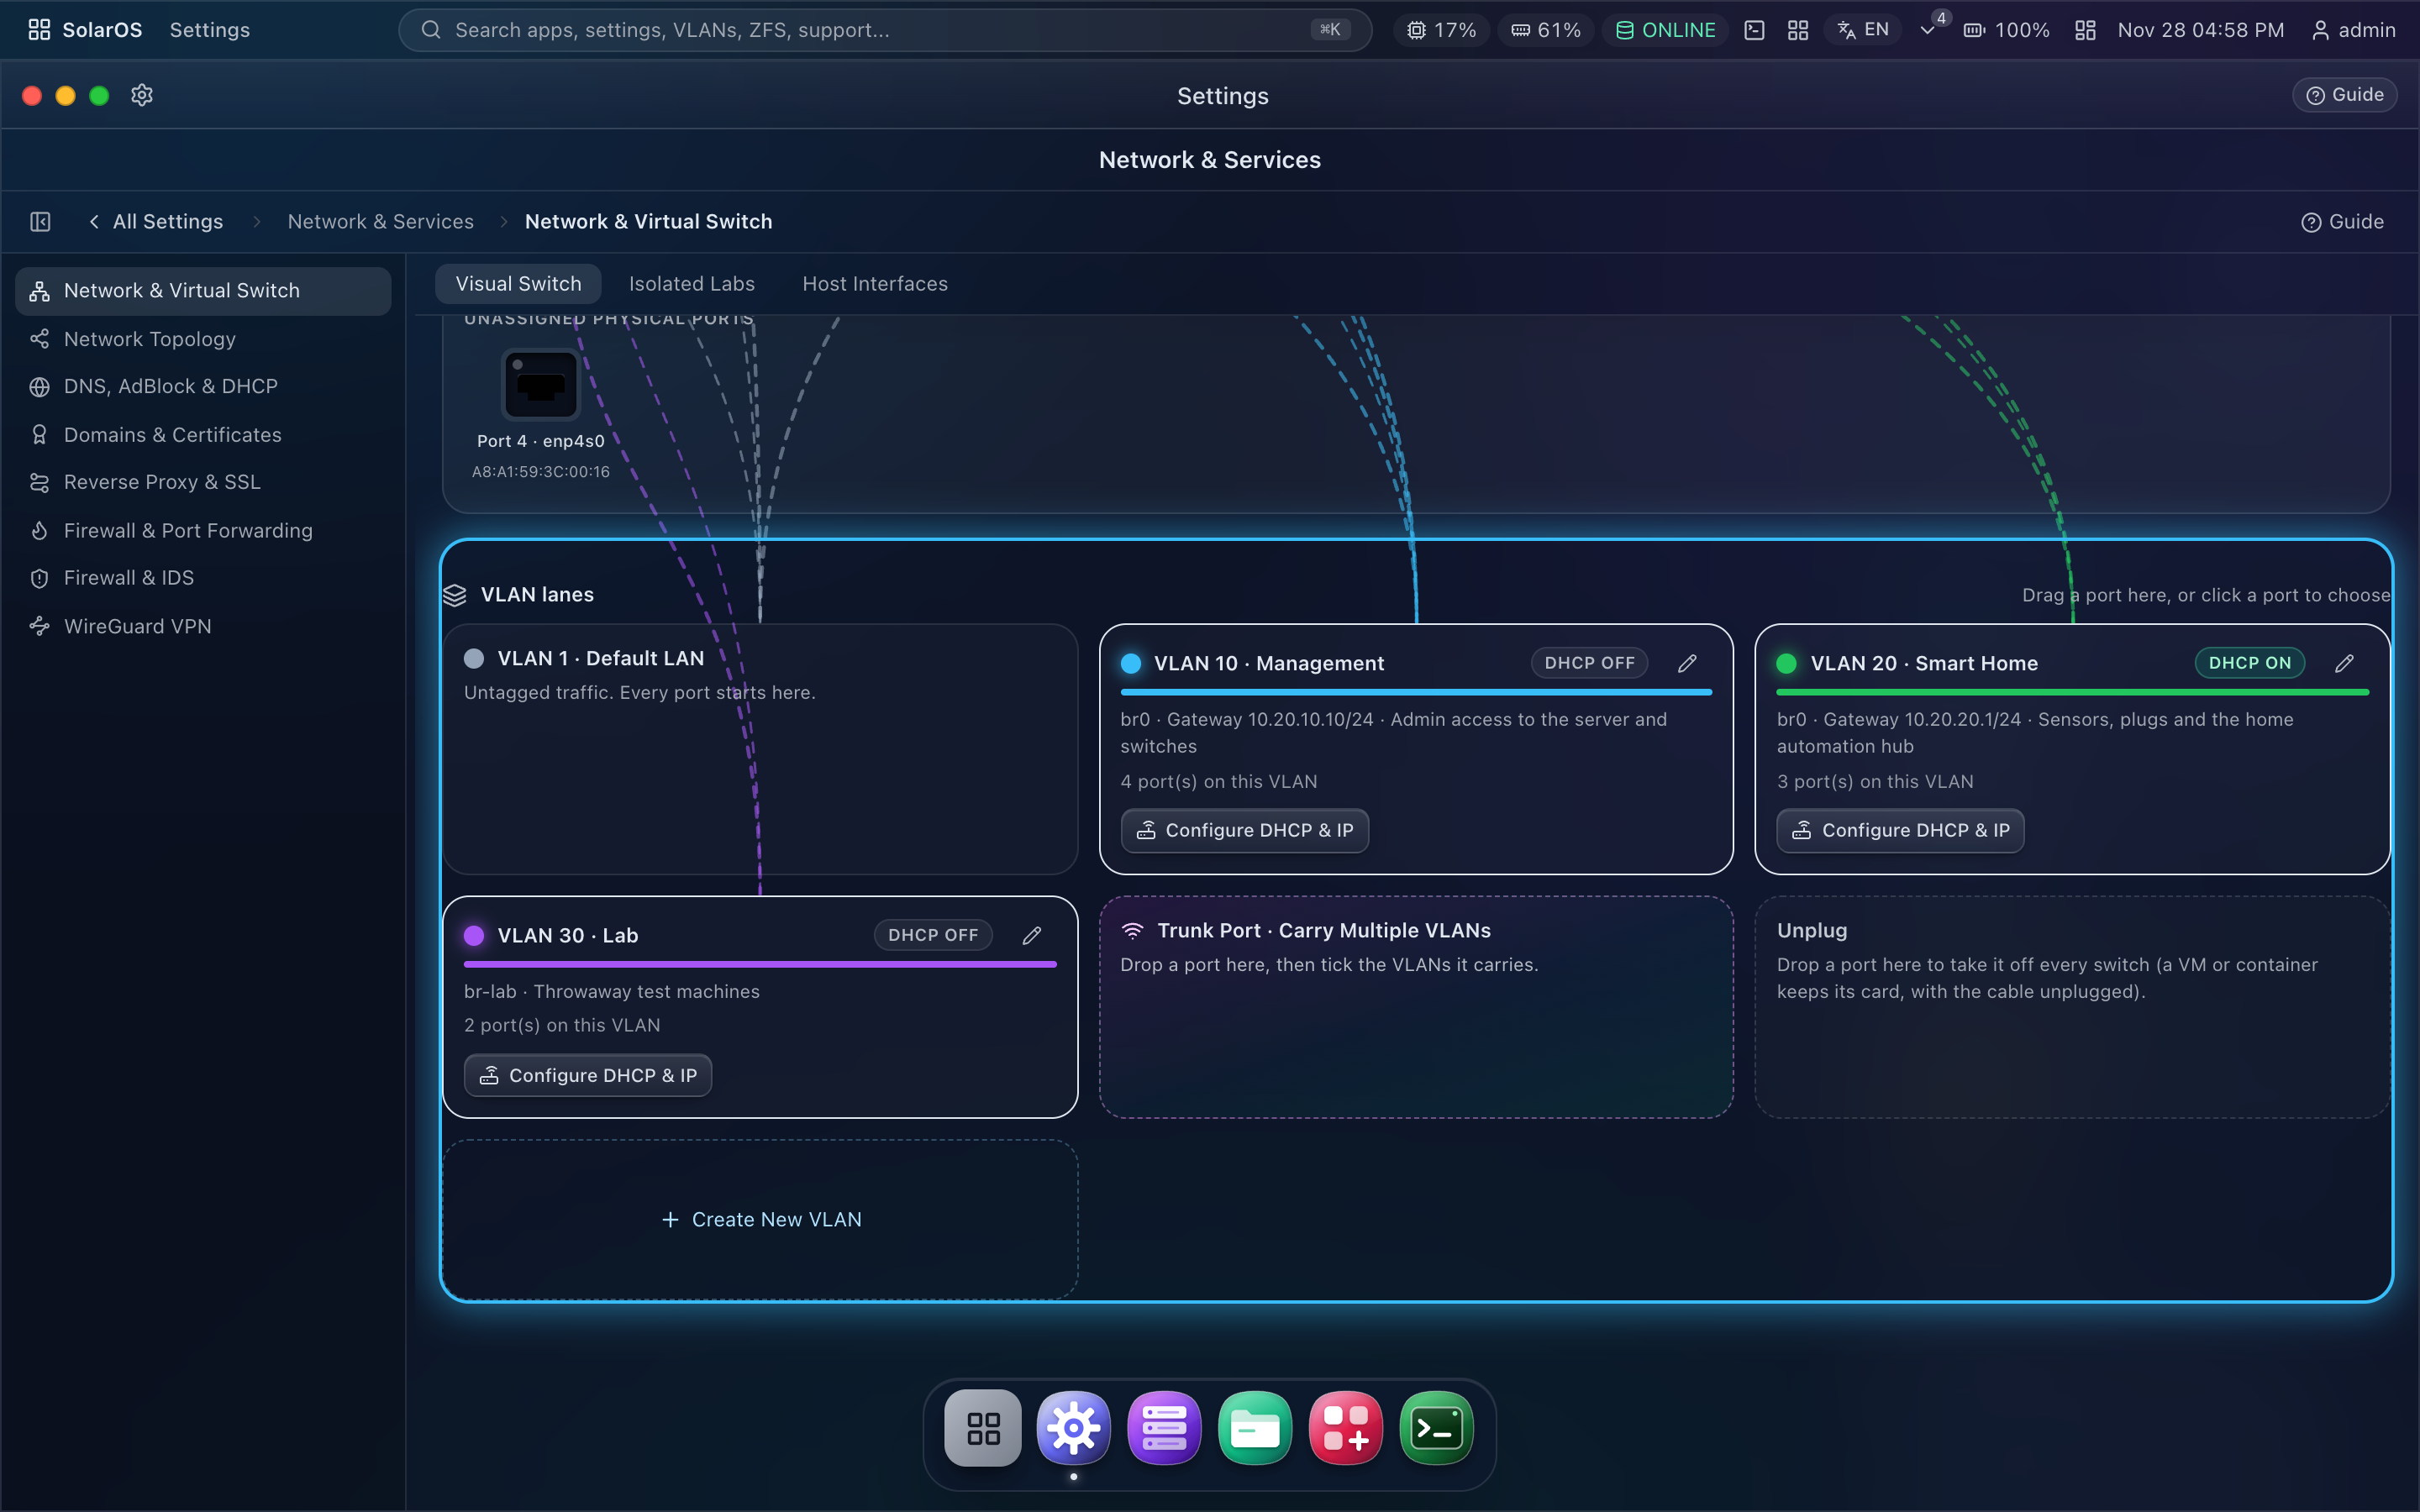 SolarOS Settings Search apps, settings, VLANs, ZFS, support... ⌘K 17% 61% ONLINE EN 4 100% Nov 28 04:58 PM admin
Settings Guide
Network & Services
All Settings Network & Services Network & Virtual Switch Guide
Network & Virtual Switch
Network Topology
DNS, AdBlock & DHCP
Domains & Certificates
Reverse Proxy & SSL
Firewall & Port Forwarding
Firewall & IDS
WireGuard VPN
Visual Switch Isolated Labs Host Interfaces
UNASSIGNED PHYSICAL PORTS
Port 4 · enp4s0
A8:A1:59:3C:00:16
VLAN lanes Drag a port here, or click a port to choose
VLAN 1 · Default LAN
Untagged traffic. Every port starts here.
VLAN 10 · Management DHCP OFF
br0 · Gateway 10.20.10.10/24 · Admin access to the server and
switches
4 port(s) on this VLAN
Configure DHCP & IP
VLAN 20 · Smart Home DHCP ON
br0 · Gateway 10.20.20.1/24 · Sensors, plugs and the home
automation hub
3 port(s) on this VLAN
Configure DHCP & IP
VLAN 30 · Lab DHCP OFF
br-lab · Throwaway test machines
2 port(s) on this VLAN
Configure DHCP & IP
Trunk Port · Carry Multiple VLANs
Drop a port here, then tick the VLANs it carries.
Unplug
Drop a port here to take it off every switch (a VM or container
keeps its card, with the cable unplugged).
+ Create New VLAN